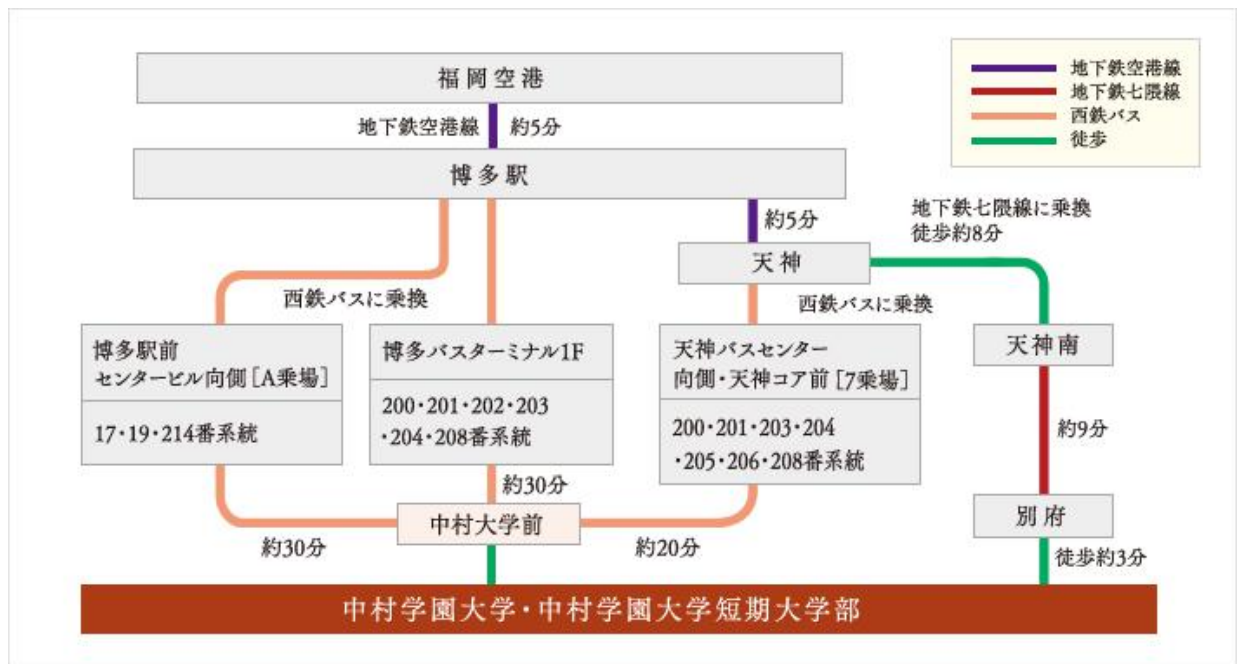 福岡空港
地下鉄空港線
地下鉄七隈線
西鉄バス
徒歩
地下鉄空港線 約5分
博多駅
約5分
地下鉄七隈線に乗換
徒歩約8分
天神
西鉄バスに乗換
西鉄バスに乗換
博多駅前
センタービル向側[A乗場]
17・19・214番系統
博多バスターミナル1F
200・201・202・203
・204・208番系統
天神バスセンター
向側・天神コア前[7乗場]
200・201・203・204
・205・206・208番系統
天神南
約9分
別府
約30分
中村大学前
約30分
約20分
徒歩約3分
中村学園大学・中村学園大学短期大学部